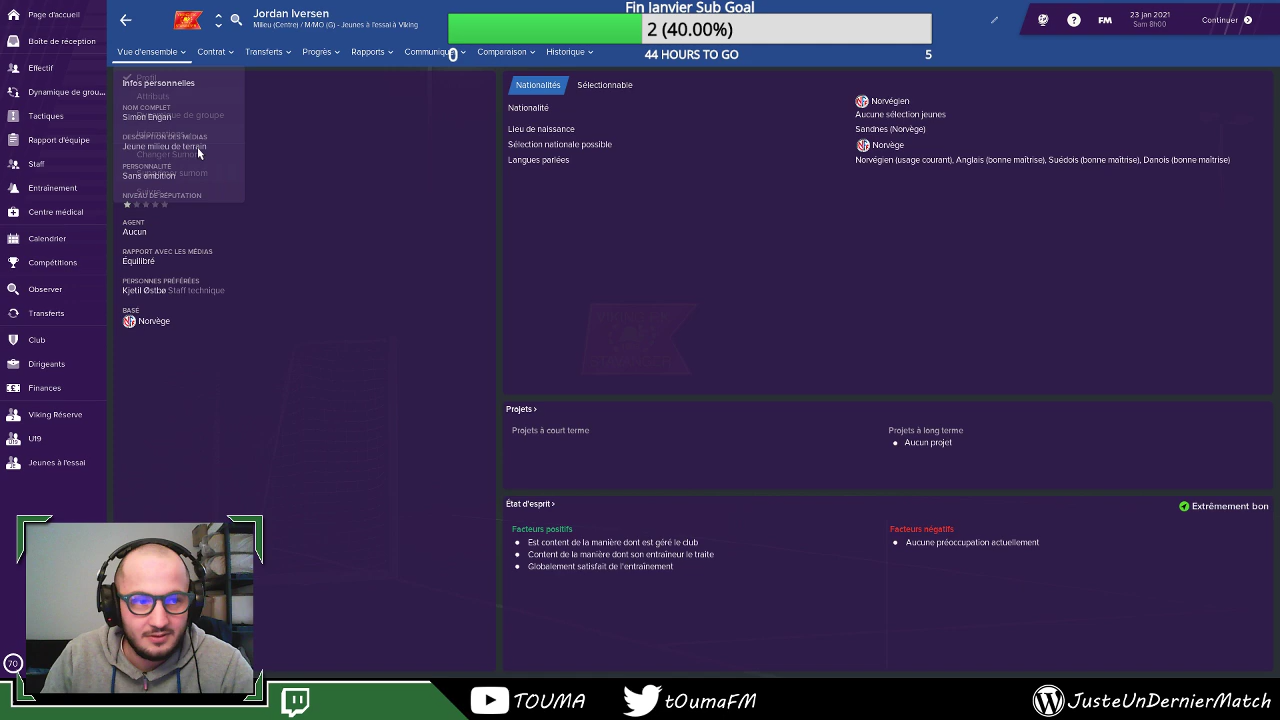 Page d'accueil
Boîte de réception
Effectif
Dynamique de grou...
Tactiques
Rapport d'équipe
Staff
Entraînement
Centre médical
Calendrier
Compétitions
Observer
Transferts
Club
Dirigeants
Finances
Viking Réserve
U19
Jeunes à l'essai
70
Jordan Iversen
Milieu (Centre) / M/MO (G) - Jeunes à l'essai à Viking
Fin Janvier Sub Goal
2 (40.00%)
0
44 HOURS TO GO
5
FM
23 jan 2021
Sam 8h00
Continuer
Vue d'ensemble
Contrat
Transferts
Progrès
Rapports
Communiqu
Comparaison
Historique
Profil
Infos personnelles
Attributs
NOM COMPLET
Simon Engan
DESCRIPTION DES MÉDIAS
Jeune milieu de terrain
PERSONNALITÉ
Sans ambition
NIVEAU DE RÉPUTATION
AGENT
Aucun
RAPPORT AVEC LES MÉDIAS
Équilibré
PERSONNES PRÉFÉRÉES
Kjetil Østbø Staff technique
BASÉ
Norvège
Nationalités
Sélectionnable
Nationalité
Norvégien
Aucune sélection jeunes
Lieu de naissance
Sandnes (Norvège)
Sélection nationale possible
Norvège
Langues parlées
Norvégien (usage courant), Anglais (bonne maîtrise), Suédois (bonne maîtrise), Danois (bonne maîtrise)
Projets ›
Projets à court terme
Projets à long terme
Aucun projet
État d'esprit ›
Extrêmement bon
Facteurs positifs
Est content de la manière dont est géré le club
Content de la manière dont son entraîneur le traite
Globalement satisfait de l'entraînement
Facteurs négatifs
Aucune préoccupation actuellement
TOUMA
tOumaFM
JusteUnDernierMatch